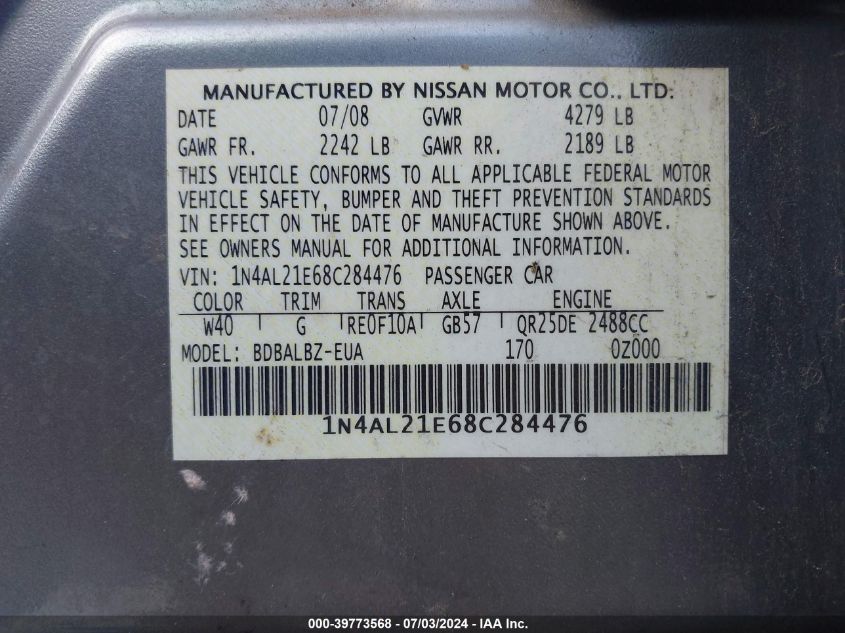 MANUFACTURED BY NISSAN MOTOR CO., LTD.
DATE 07/08 GVWR 4279 LB
GAWR FR. 2242 LB GAWR RR. 2189 LB
THIS VEHICLE CONFORMS TO ALL APPLICABLE FEDERAL MOTOR
VEHICLE SAFETY, BUMPER AND THEFT PREVENTION STANDARDS
IN EFFECT ON THE DATE OF MANUFACTURE SHOWN ABOVE.
SEE OWNERS MANUAL FOR ADDITIONAL INFORMATION.
VIN: 1N4AL21E68C284476 PASSENGER CAR
COLOR TRIM TRANS AXLE ENGINE
W40 G RE0F10A GB57 QR25DE 2488CC
MODEL: BDBALBZ-EUA 170 0Z000
1N4AL21E68C284476
000-39773568 - 07/03/2024 - IAA Inc.